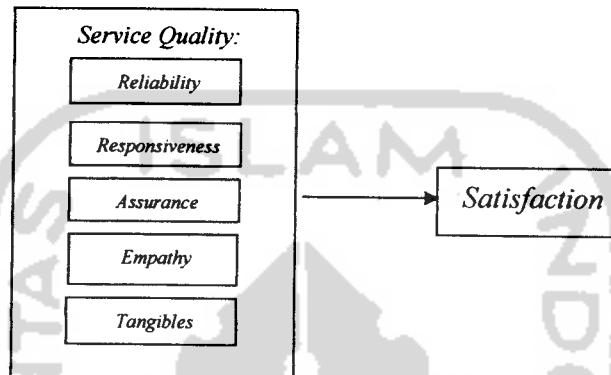 Service Quality:
Reliability
Responsiveness
Assurance
Empathy
Tangibles
Satisfaction
ISLAM